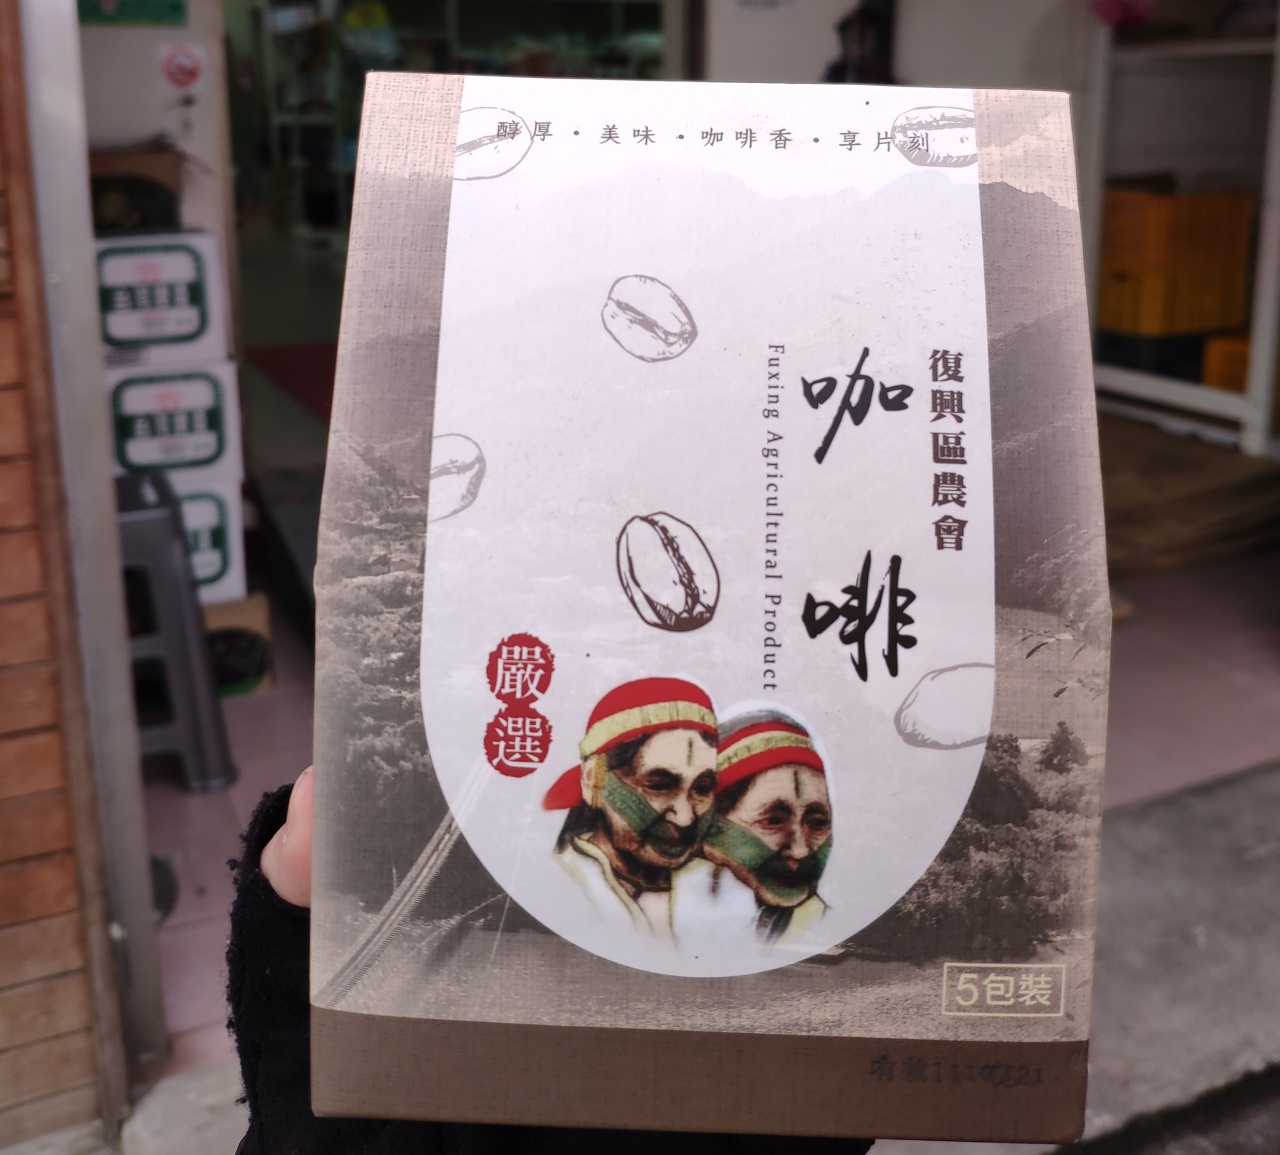 醇厚・美味・咖啡香・享片刻
復興區農會
咖啡
Fuxing Agricultural Product
嚴選
5包裝